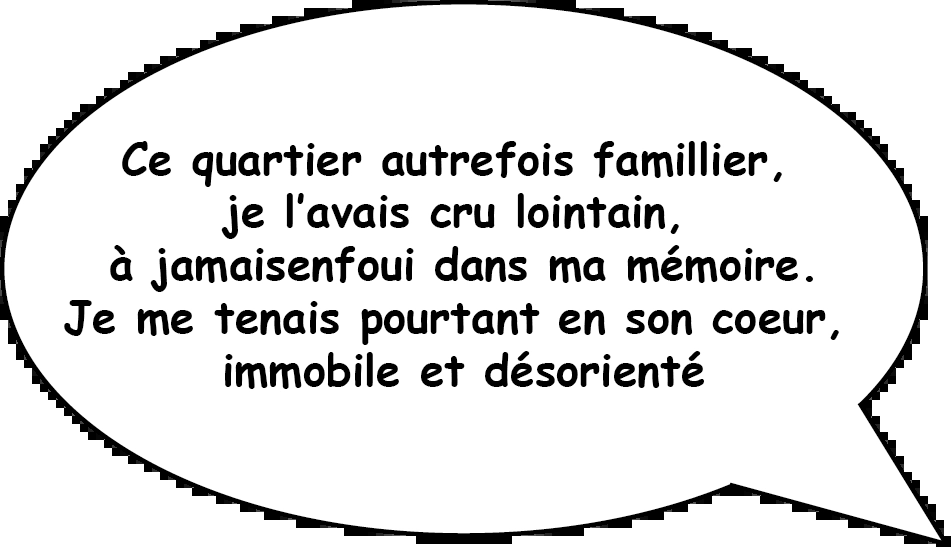 Ce quartier autrefois famillier,
je l'avais cru lointain,
à jamaisenfoui dans ma mémoire.
Je me tenais pourtant en son coeur,
immobile et désorienté